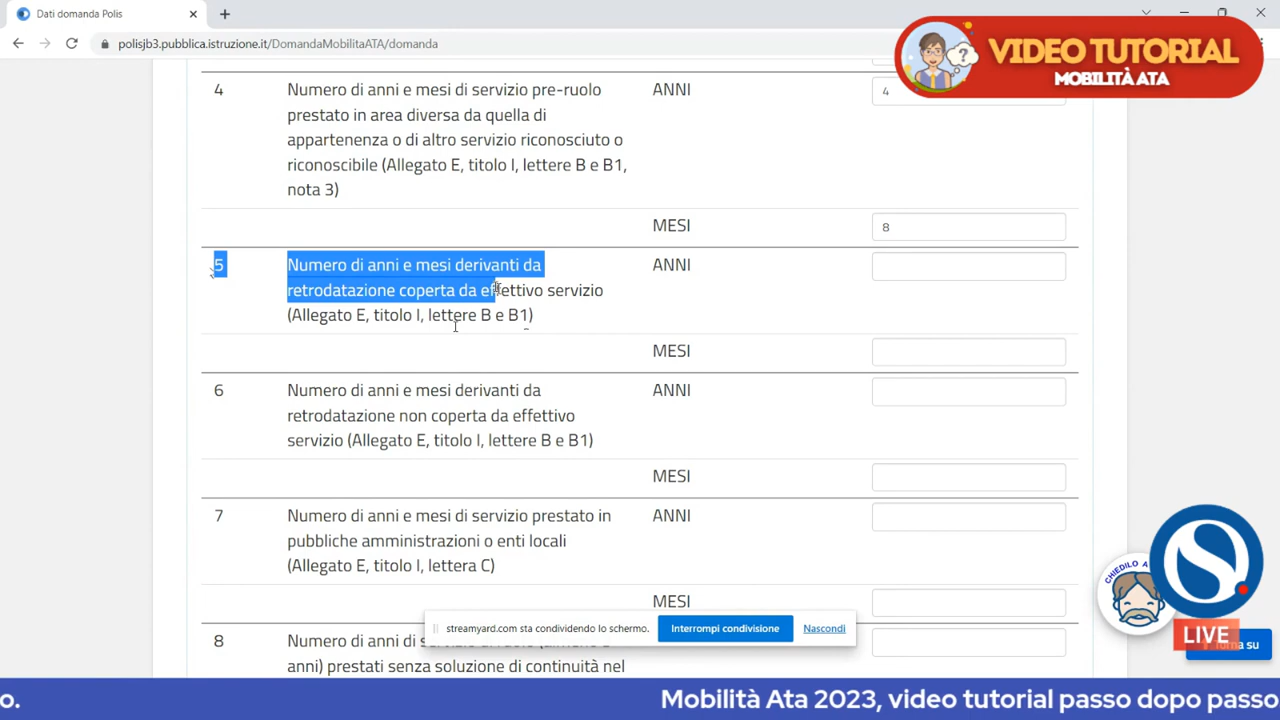 Dati domanda Polis
polisjb3.pubblica.istruzione.it/DomandaMobilitaATA/domanda
VIDEO TUTORIAL
MOBILITÀ ATA
4
Numero di anni e mesi di servizio pre-ruolo
prestato in area diversa da quella di
appartenenza o di altro servizio riconosciuto o
riconoscibile (Allegato E, titolo I, lettere B e B1,
nota 3)
ANNI
4
MESI
8
5
Numero di anni e mesi derivanti da
retrodatazione coperta da effettivo servizio
(Allegato E, titolo I, lettere B e B1)
ANNI
MESI
6
Numero di anni e mesi derivanti da
retrodatazione non coperta da effettivo
servizio (Allegato E, titolo I, lettere B e B1)
ANNI
MESI
7
Numero di anni e mesi di servizio prestato in
pubbliche amministrazioni o enti locali
(Allegato E, titolo I, lettera C)
ANNI
MESI
streamyard.com sta condividendo lo schermo.
Interrompi condivisione
Nascondi
8
Numero di anni di
anni) prestati senza soluzione di continuità nel
CHIEDILO A
S
LIVE
su
o.
Mobilità Ata 2023, video tutorial passo dopo passo